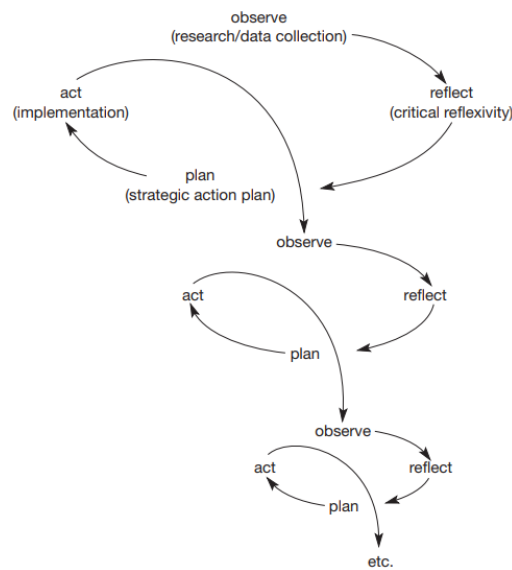 observe
(research/data collection)
act
(implementation)
reflect
(critical reflexivity)
plan
(strategic action plan)
observe
act
reflect
plan
observe
act
reflect
plan
etc.